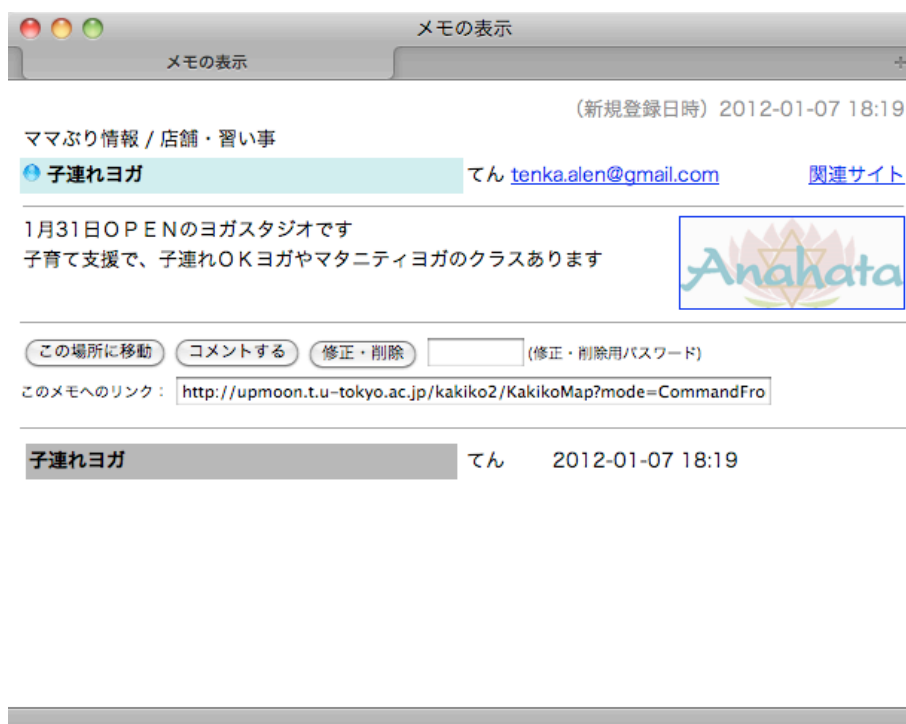 メモの表示
メモの表示
（新規登録日時）2012-01-07 18:19
ママぷり情報 / 店舗・習い事
子連れヨガ てん tenka.alen@gmail.com 関連サイト
1月31日ＯＰＥＮのヨガスタジオです
子育て支援で、子連れＯＫヨガやマタニティヨガのクラスあります
Anahata
この場所に移動 コメントする 修正・削除 (修正・削除用パスワード)
このメモへのリンク： http://upmoon.t.u-tokyo.ac.jp/kakiko2/KakikoMap?mode=CommandFro
子連れヨガ てん 2012-01-07 18:19